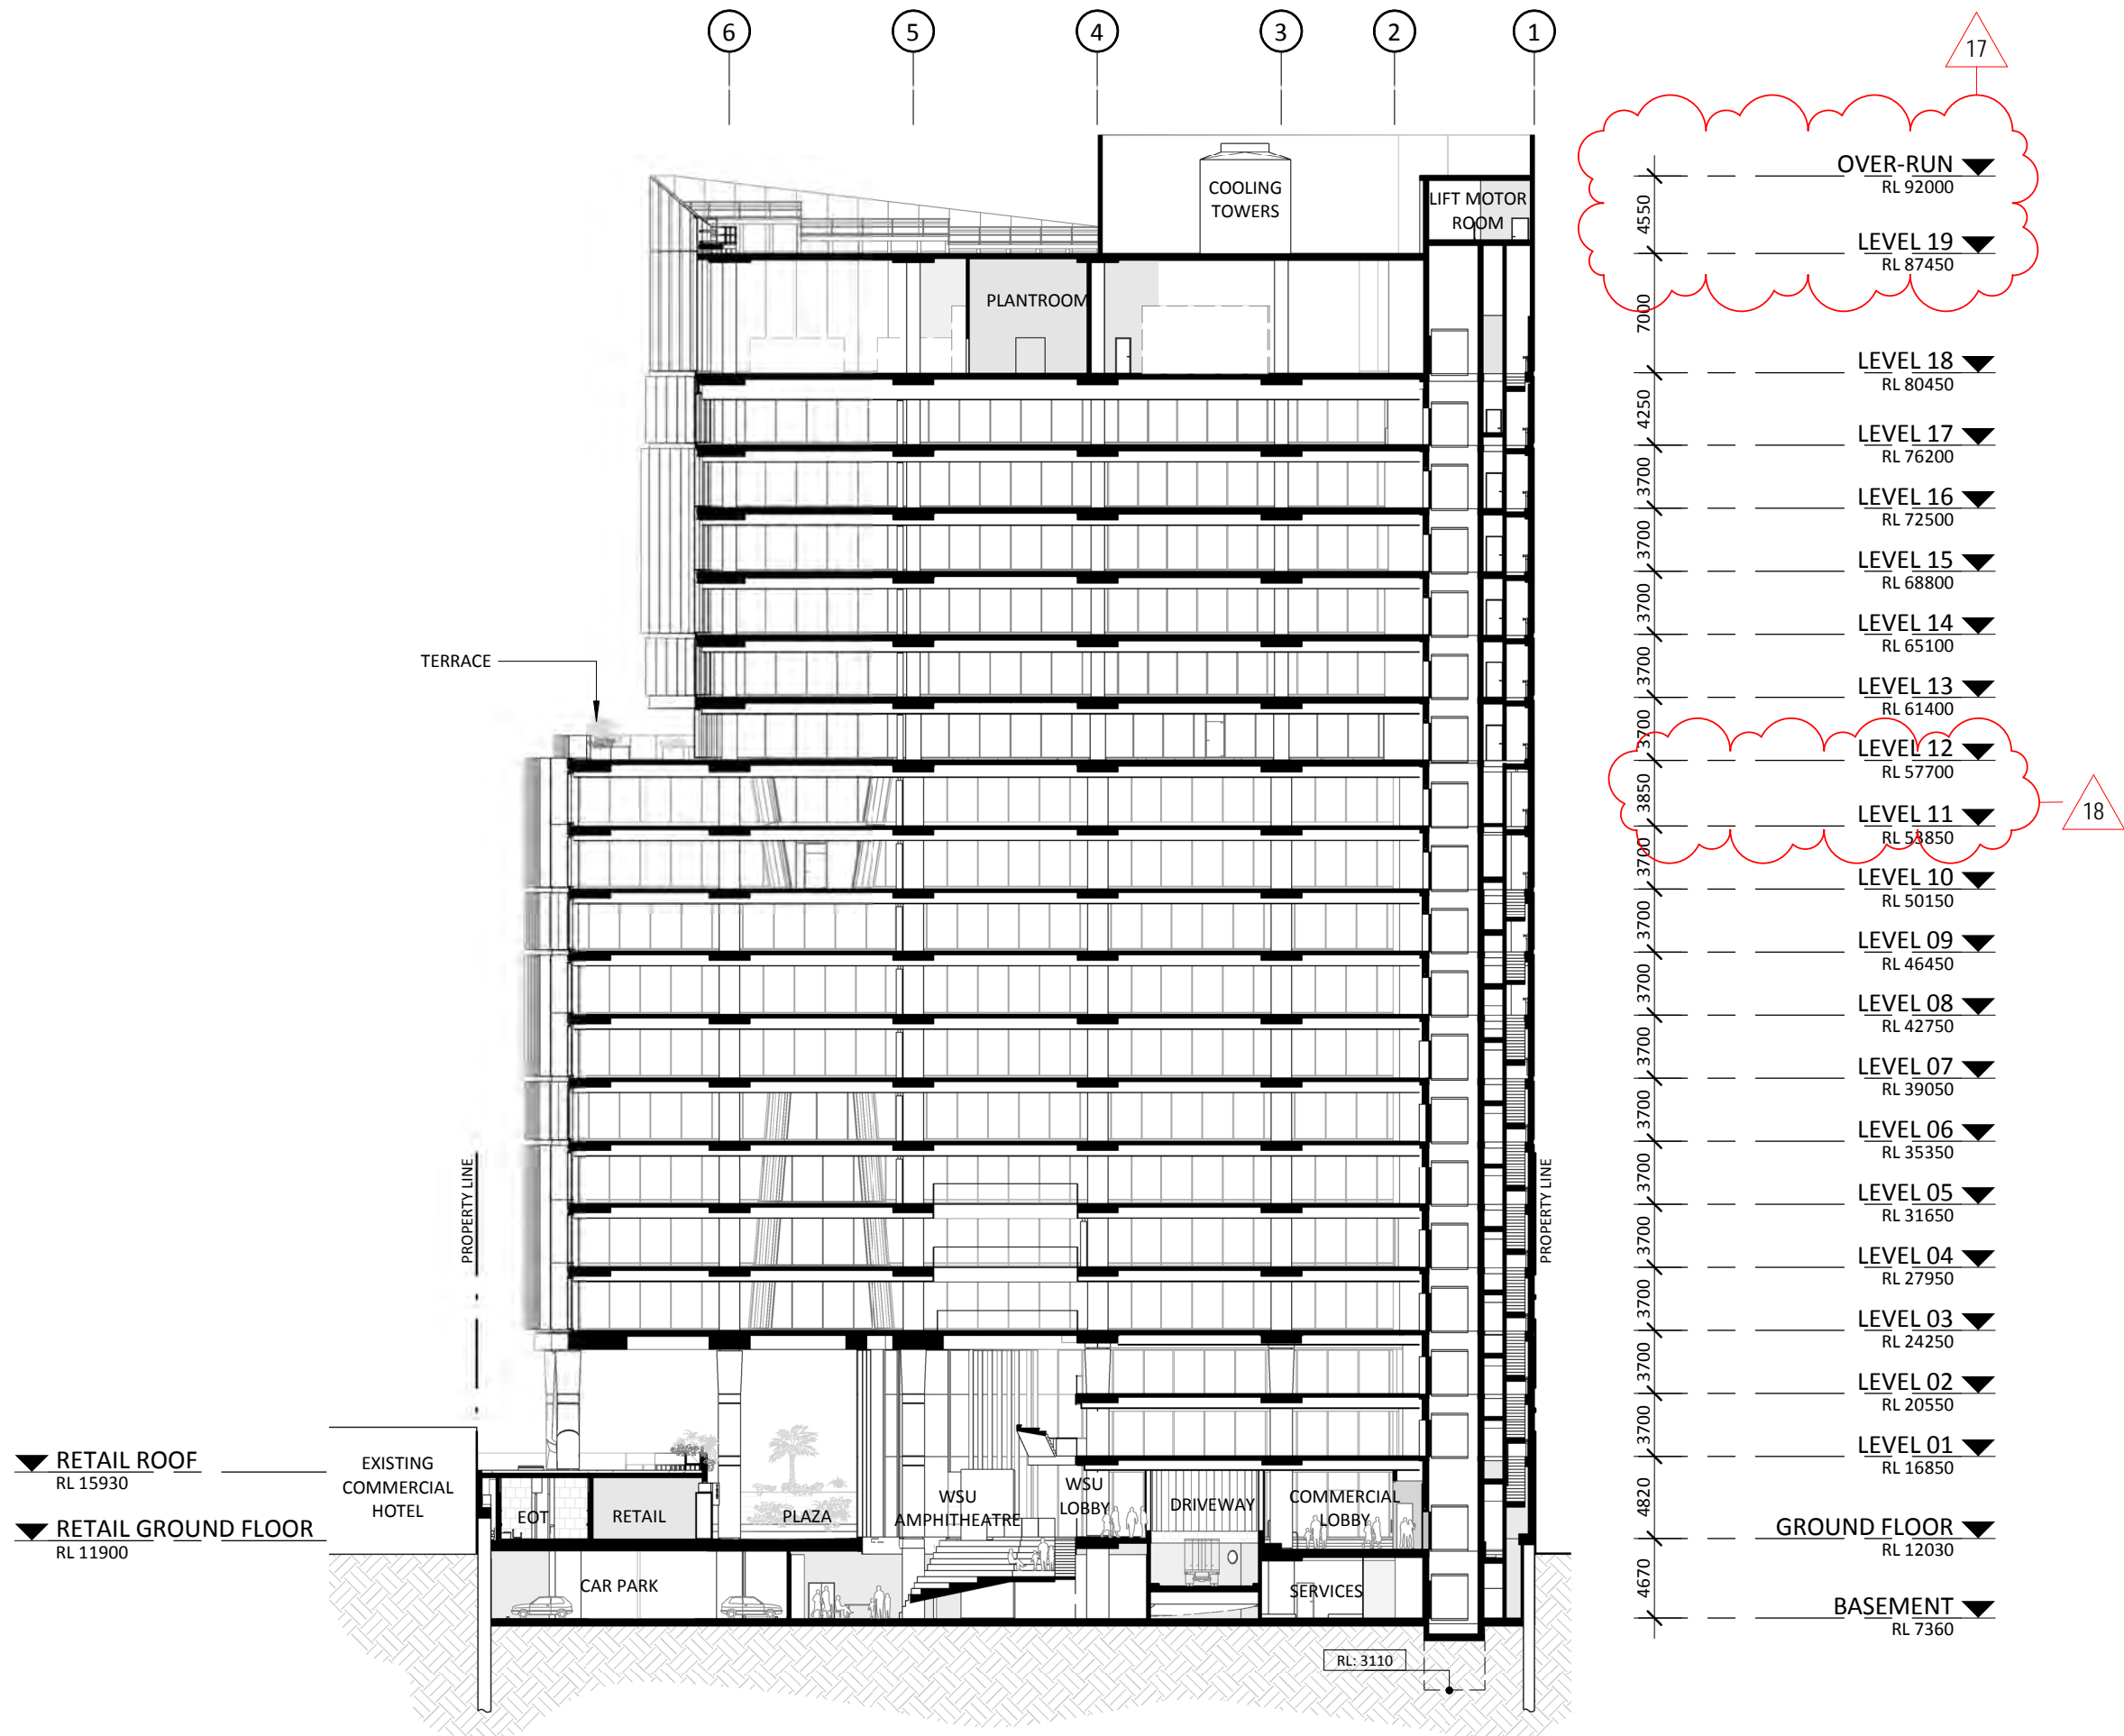 6
5
4
3
2
1
17
OVER-RUN
RL 92000
4550
COOLING
TOWERS
LIFT MOTOR
ROOM
LEVEL 19
RL 87450
PLANTROOM
7000
LEVEL 18
RL 80450
4250
LEVEL 17
RL 76200
3700
LEVEL 16
RL 72500
3700
LEVEL 15
RL 68800
3700
LEVEL 14
RL 65100
TERRACE
3700
LEVEL 13
RL 61400
3700
LEVEL 12
RL 57700
3850
LEVEL 11
RL 53850
18
3700
LEVEL 10
RL 50150
3700
LEVEL 09
RL 46450
3700
LEVEL 08
RL 42750
3700
LEVEL 07
RL 39050
3700
LEVEL 06
RL 35350
PROPERTY LINE
PROPERTY LINE
3700
LEVEL 05
RL 31650
3700
LEVEL 04
RL 27950
3700
LEVEL 03
RL 24250
3700
LEVEL 02
RL 20550
3700
LEVEL 01
RL 16850
RETAIL ROOF
RL 15930
EXISTING
COMMERCIAL
HOTEL
RETAIL GROUND FLOOR
RL 11900
EOT
RETAIL
PLAZA
WSU
AMPHITHEATRE
WSU
LOBBY
DRIVEWAY
COMMERCIAL
LOBBY
4820
GROUND FLOOR
RL 12030
CAR PARK
SERVICES
4670
BASEMENT
RL 7360
RL: 3110